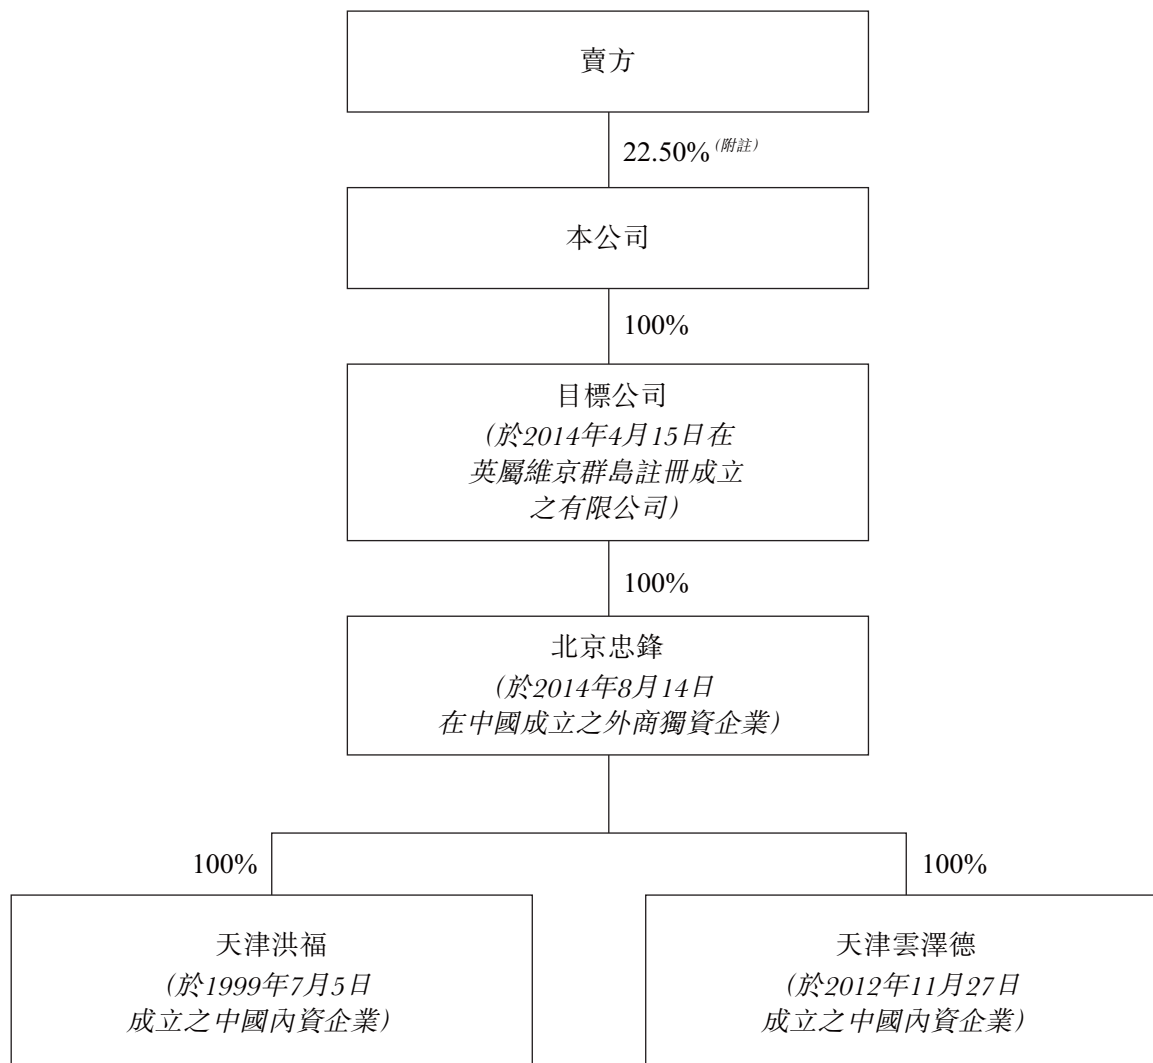 賣方
22.50%(附註)
本公司
100%
目標公司
(於2014年4月15日在
英屬維京群島註冊成立
之有限公司)
100%
北京忠鋒
(於2014年8月14日
在中國成立之外商獨資企業)
100%
100%
天津洪福
(於1999年7月5日
成立之中國內資企業)
天津雲澤德
(於2012年11月27日
成立之中國內資企業)